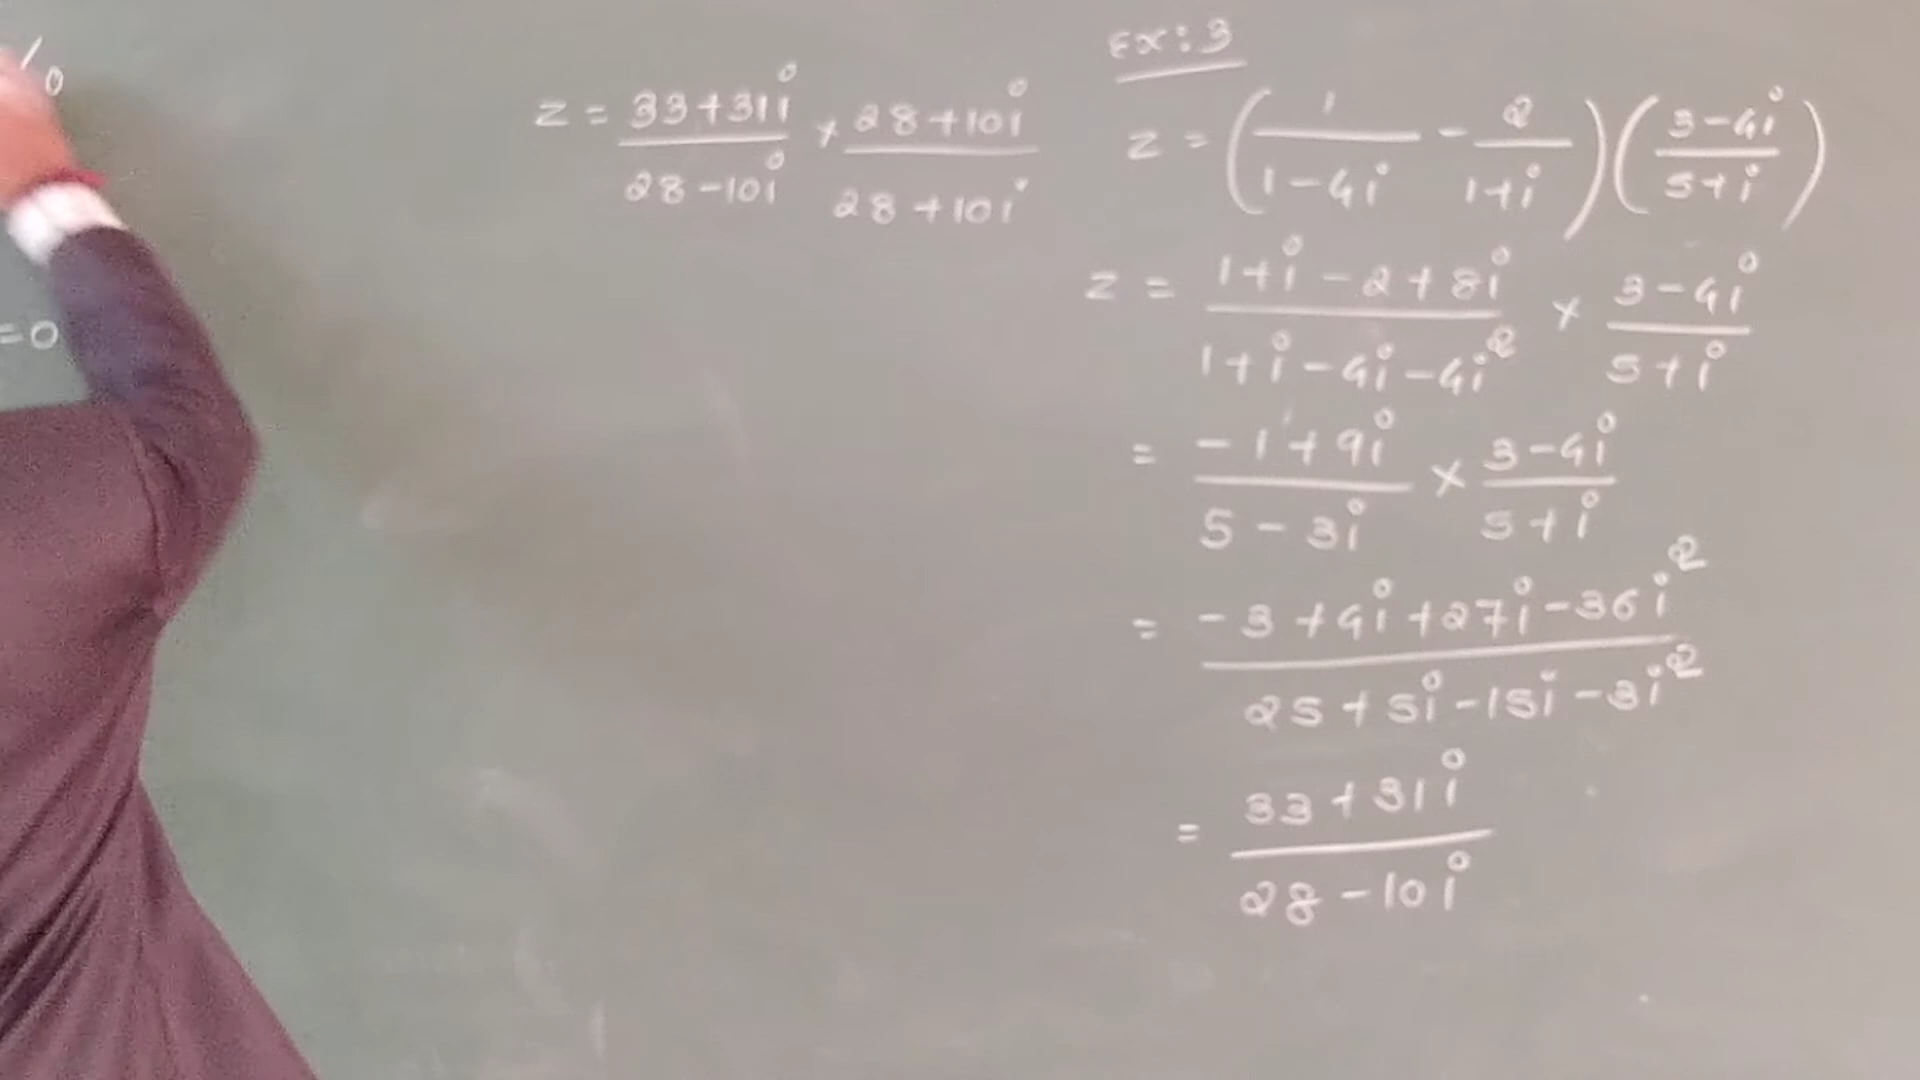 Ex: 3
z = (1/(1-4i) - 2/(1+i)) ((3-4i)/(5+i))
z = (1+i-2+8i)/(1+i-4i-4i²) × (3-4i)/(5+i)
= (-1+9i)/(5-3i) × (3-4i)/(5+i)
= (-3+4i+27i-36i²)/(25+5i-15i-3i²)
= (33+31i)/(28-10i)
z = (33+31i)/(28-10i) × (28+10i)/(28+10i)
=0